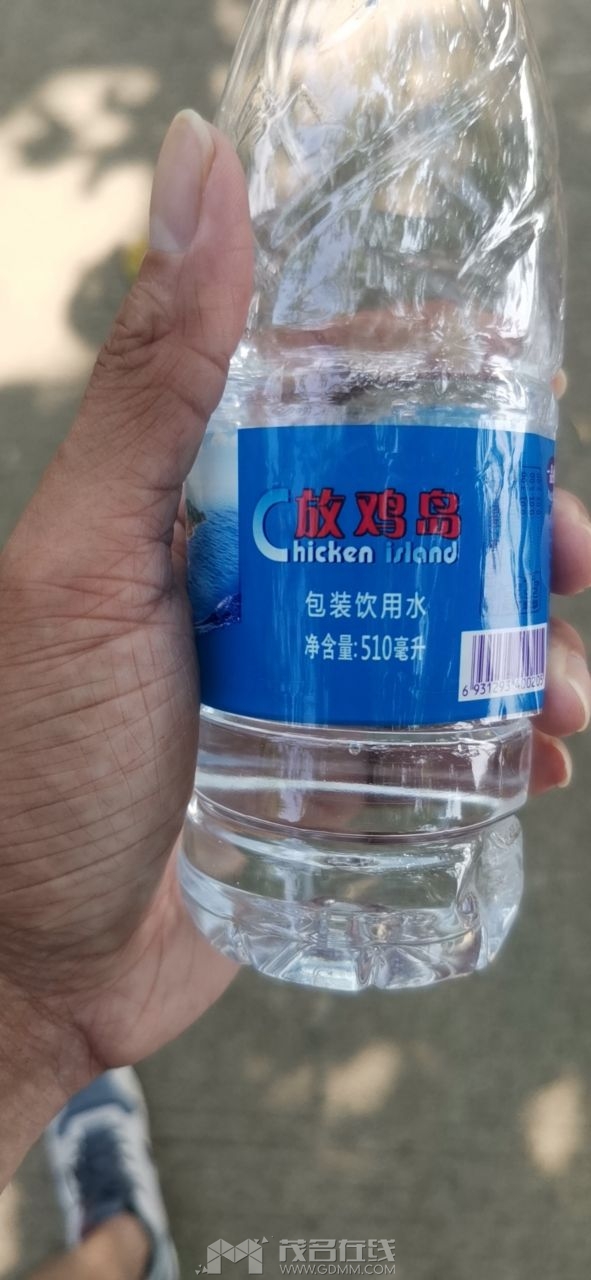 放鸡岛
Chicken island
包装饮用水
净含量:510毫升
茂名在线
WWW.GDMM.COM